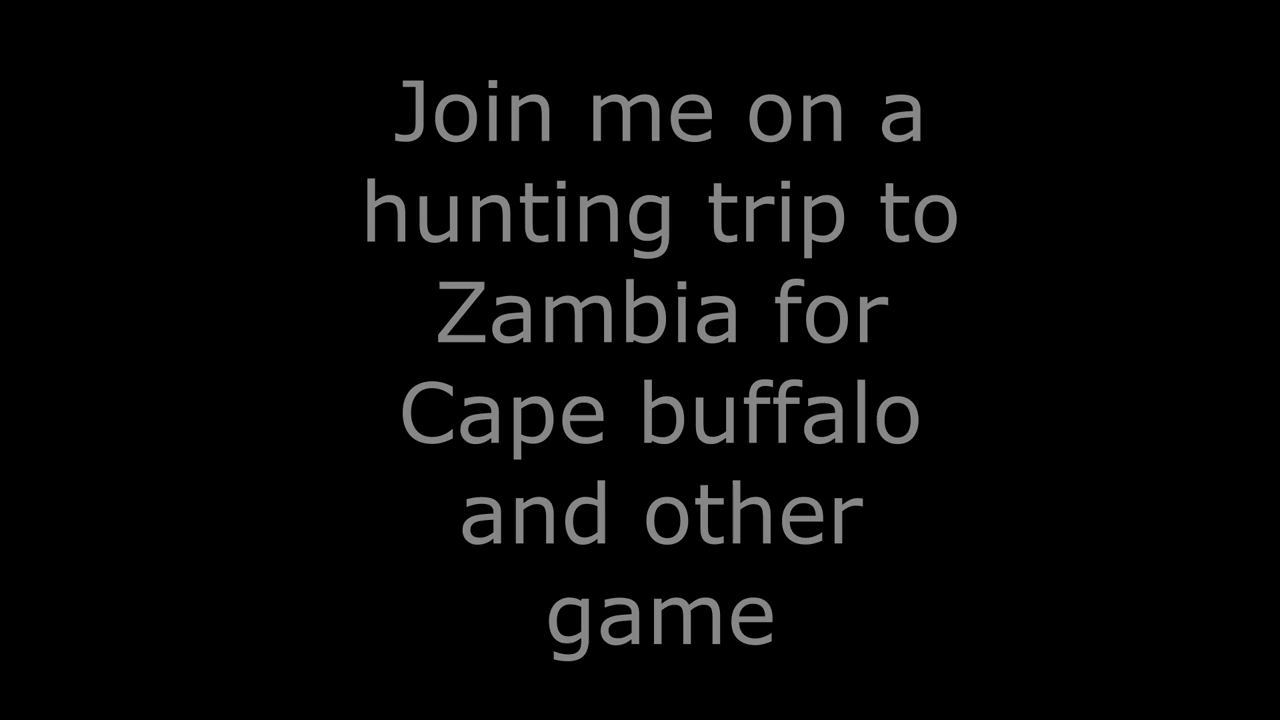 Join me on a
hunting trip to
Zambia for
Cape buffalo
and other
game